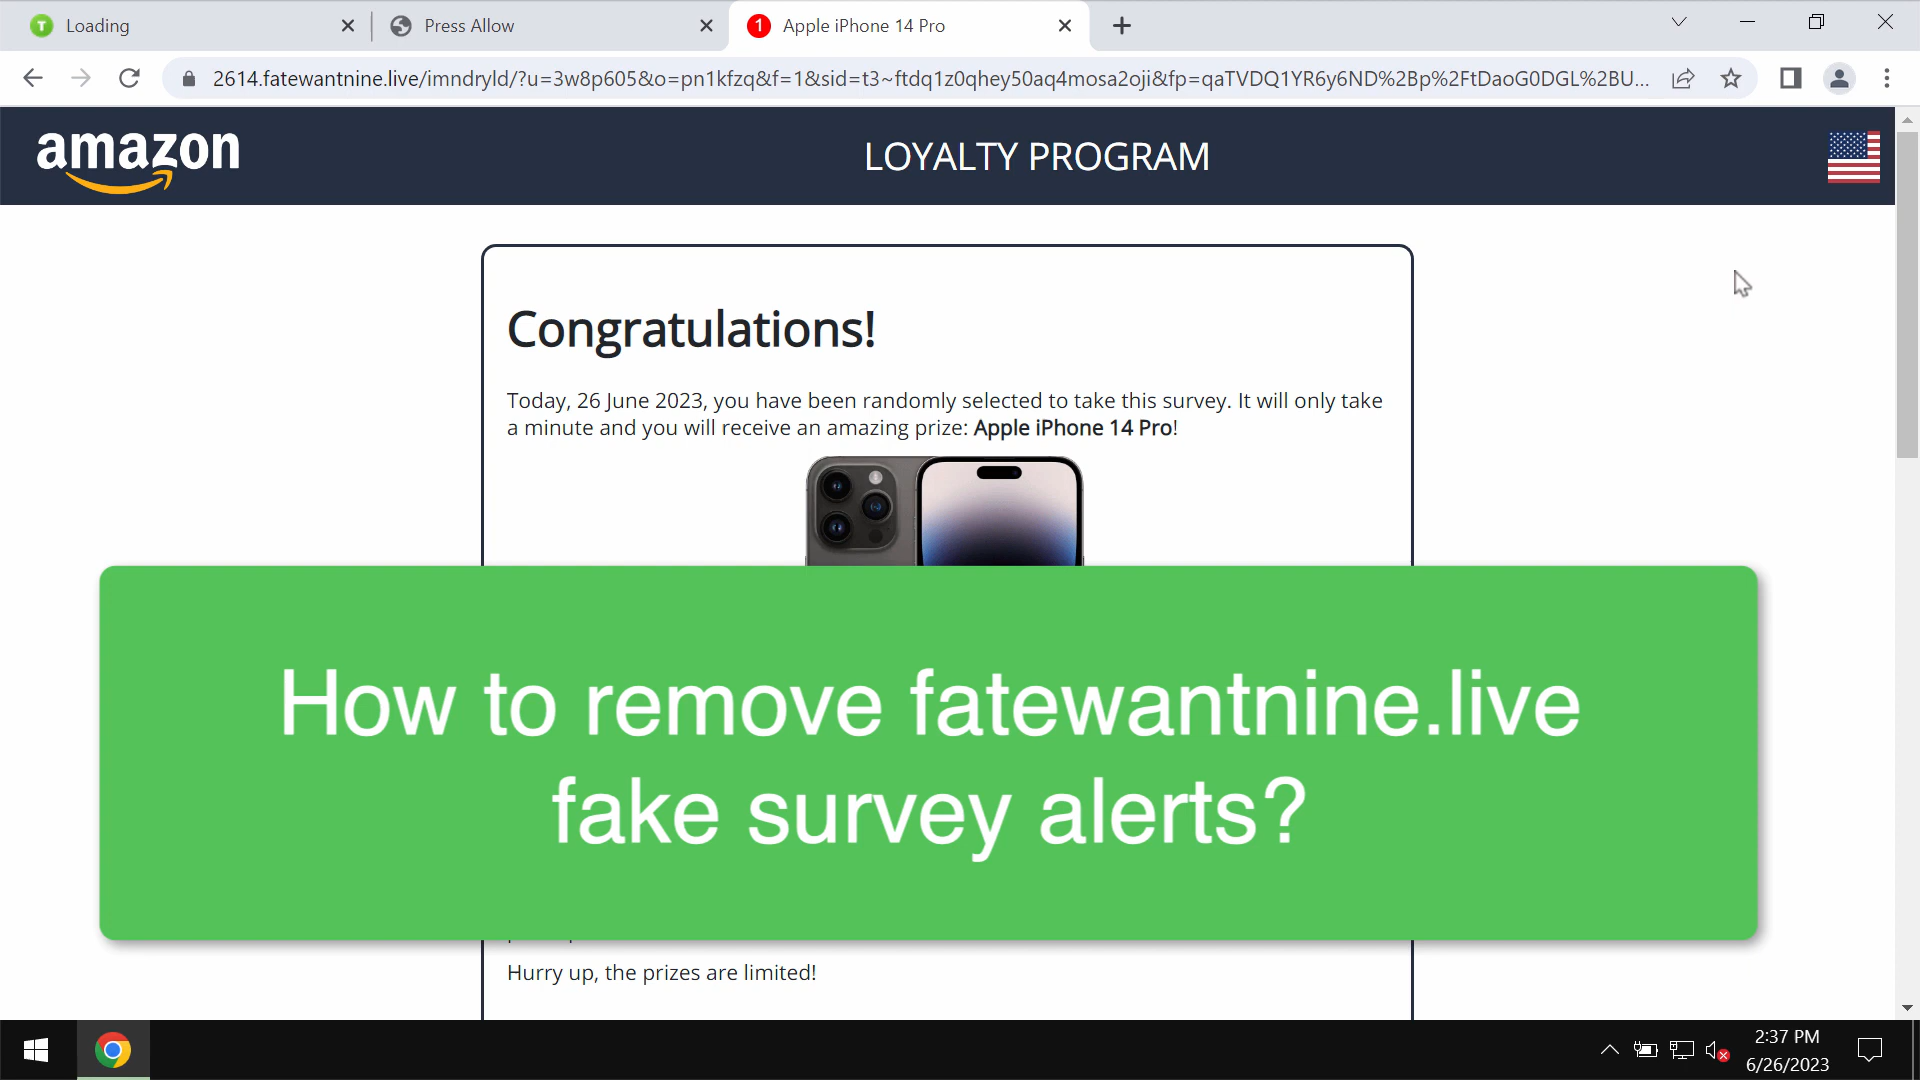 Loading
Press Allow
1 Apple iPhone 14 Pro
2614.fatewantnine.live/imndryld/?u=3w8p605&o=pn1kfzq&f=1&sid=t3~ftdq1z0qhey50aq4mosa2oji&fp=qaTVDQ1YR6y6ND%2Bp%2FtDaoG0DGL%2BU...
amazon
LOYALTY PROGRAM
Congratulations!
Today, 26 June 2023, you have been randomly selected to take this survey. It will only take
a minute and you will receive an amazing prize: Apple iPhone 14 Pro!
How to remove fatewantnine.live
fake survey alerts?
Hurry up, the prizes are limited!
2:37 PM
6/26/2023